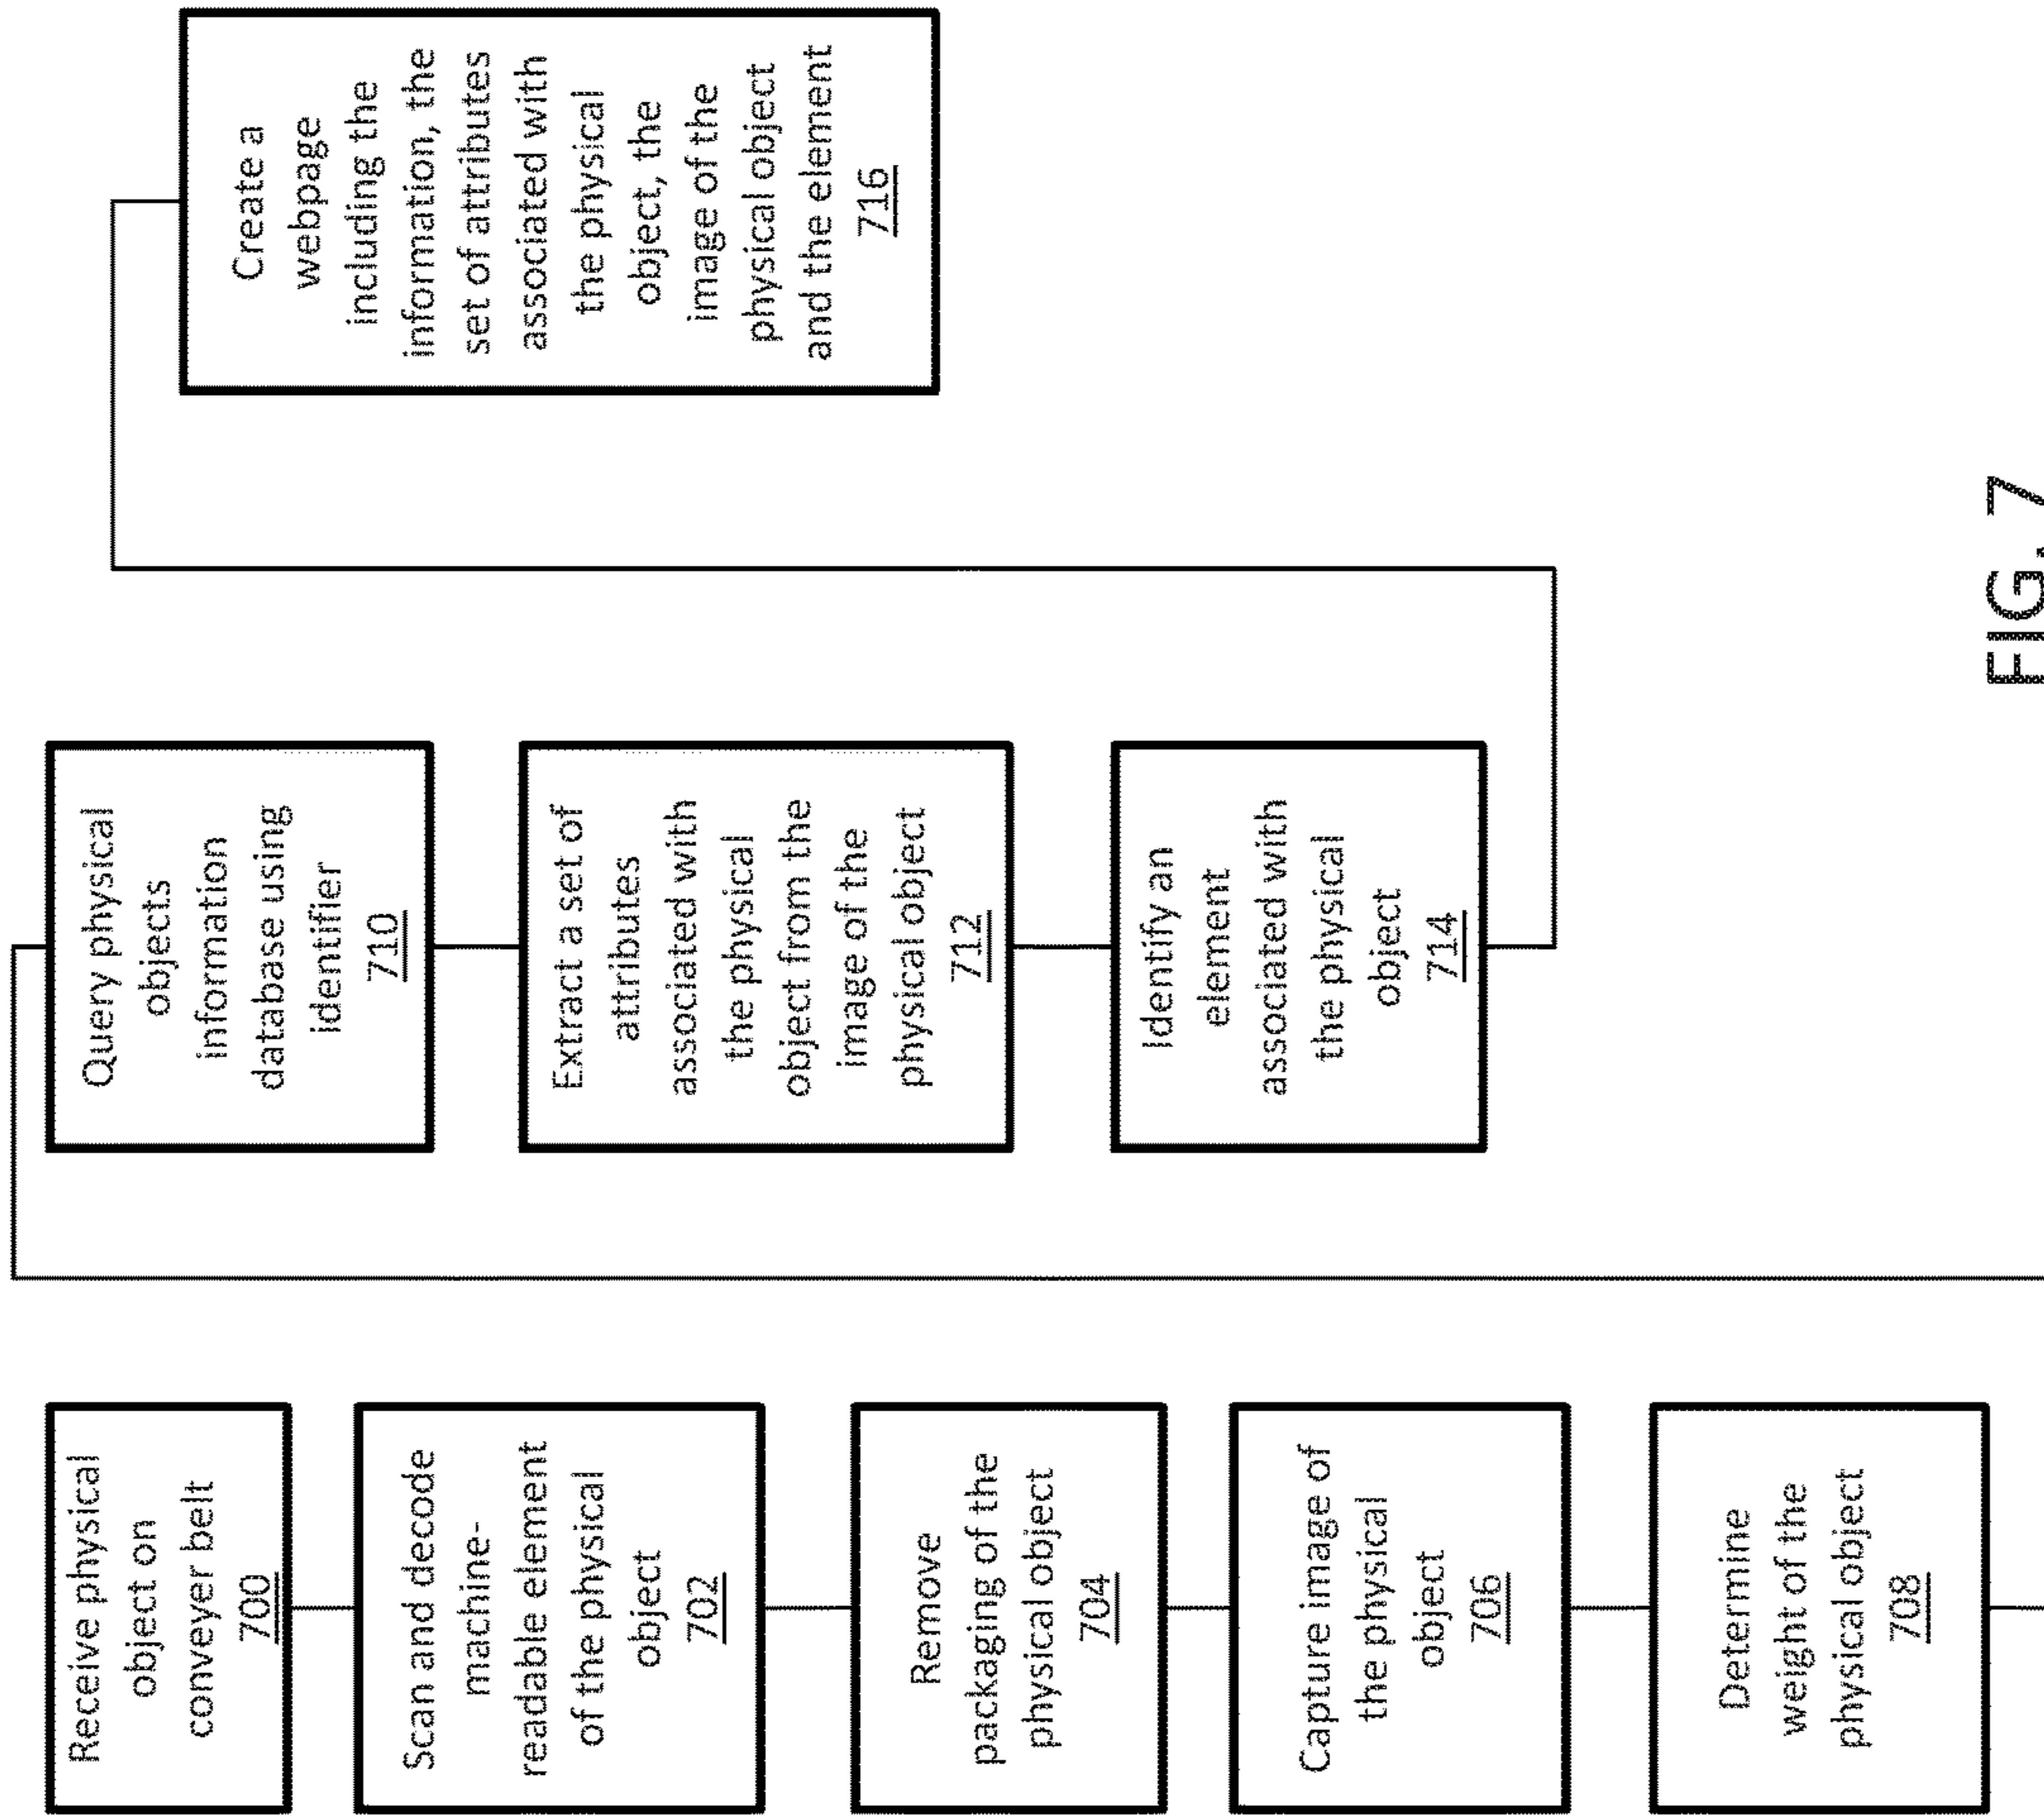 Receive physical
object on
conveyer belt
700
Scan and decode
machine-
readable element
of the physical
object
702
Remove
packaging of the
physical object
704
Capture image of
the physical
object
706
Determine
weight of the
physical object
708
Query physical
objects
information
database using
identifier
710
Extract a set of
attributes
associated with
the physical
object from the
image of the
physical object
712
Identify an
element
associated with
the physical
object
714
Create a
webpage
including the
information, the
set of attributes
associated with
the physical
object, the
image of the
physical object
and the element
716
FIG. 7